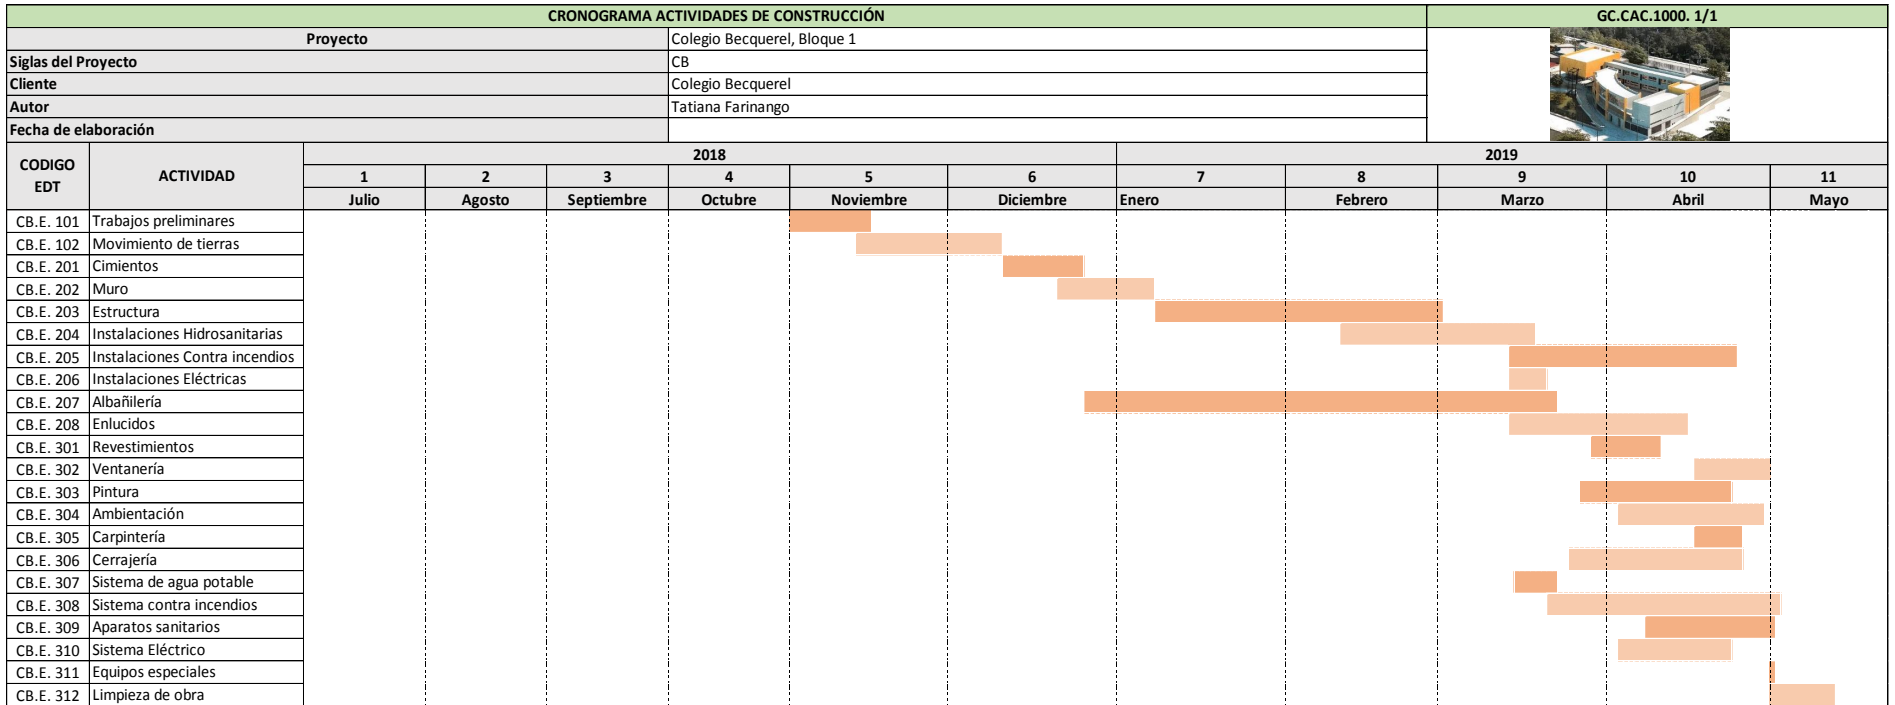 CRONOGRAMA ACTIVIDADES DE CONSTRUCCIÓN GC.CAC.1000. 1/1
Proyecto Colegio Becquerel, Bloque 1
Siglas del Proyecto CB
Cliente Colegio Becquerel
Autor Tatiana Farinango
Fecha de elaboración
CODIGO EDT ACTIVIDAD 2018 2019
1 2 3 4 5 6 7 8 9 10 11
Julio Agosto Septiembre Octubre Noviembre Diciembre Enero Febrero Marzo Abril Mayo
CB.E. 101 Trabajos preliminares
CB.E. 102 Movimiento de tierras
CB.E. 201 Cimientos
CB.E. 202 Muro
CB.E. 203 Estructura
CB.E. 204 Instalaciones Hidrosanitarias
CB.E. 205 Instalaciones Contra incendios
CB.E. 206 Instalaciones Eléctricas
CB.E. 207 Albañilería
CB.E. 208 Enlucidos
CB.E. 301 Revestimientos
CB.E. 302 Ventanería
CB.E. 303 Pintura
CB.E. 304 Ambientación
CB.E. 305 Carpintería
CB.E. 306 Cerrajería
CB.E. 307 Sistema de agua potable
CB.E. 308 Sistema contra incendios
CB.E. 309 Aparatos sanitarios
CB.E. 310 Sistema Eléctrico
CB.E. 311 Equipos especiales
CB.E. 312 Limpieza de obra